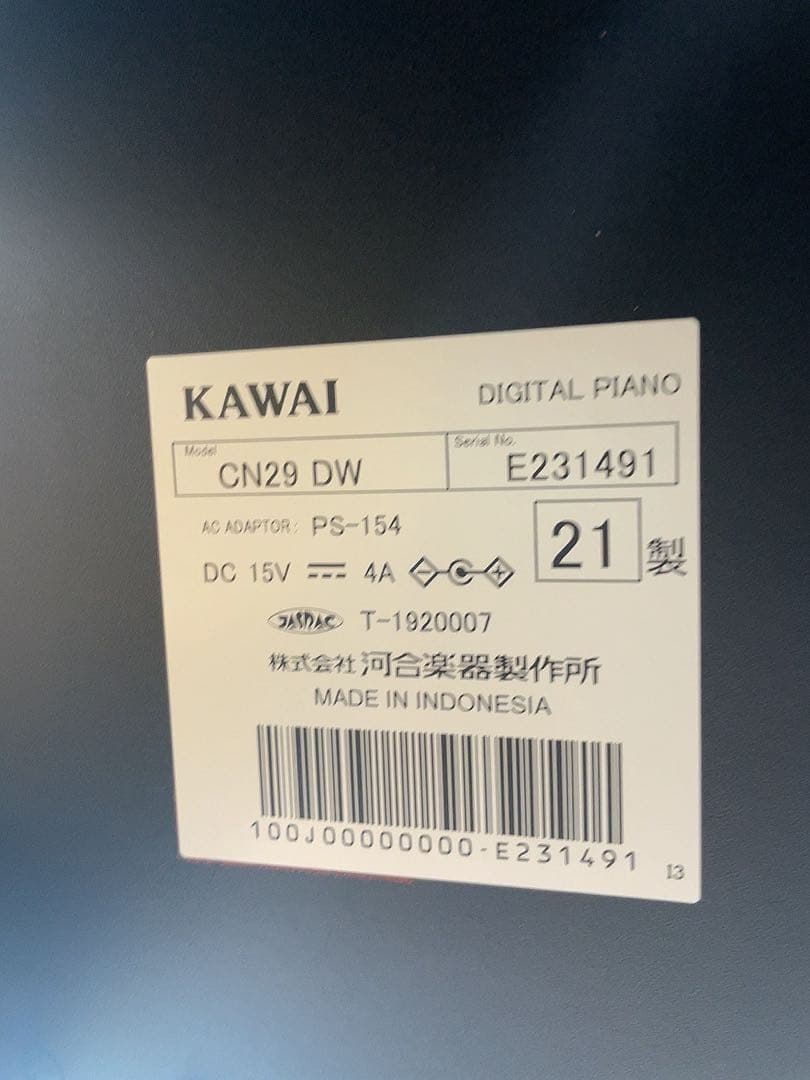 KAWAI DIGITAL PIANO
Model Serial No.
CN29 DW E231491
AC ADAPTOR: PS-154
DC 15V 4A
21 製
JASRAC T-1920007
株式会社 河合楽器製作所
MADE IN INDONESIA
100J00000000-E231491
13